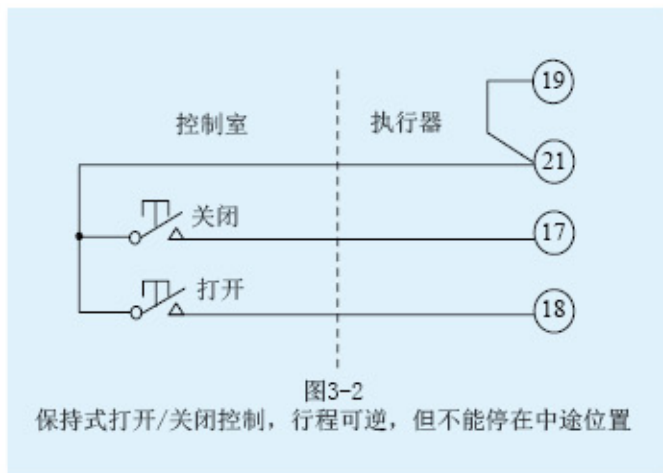 19
控制室
执行器
21
关闭
17
打开
18
图3-2
保持式打开/关闭控制，行程可逆，但不能停在中途位置